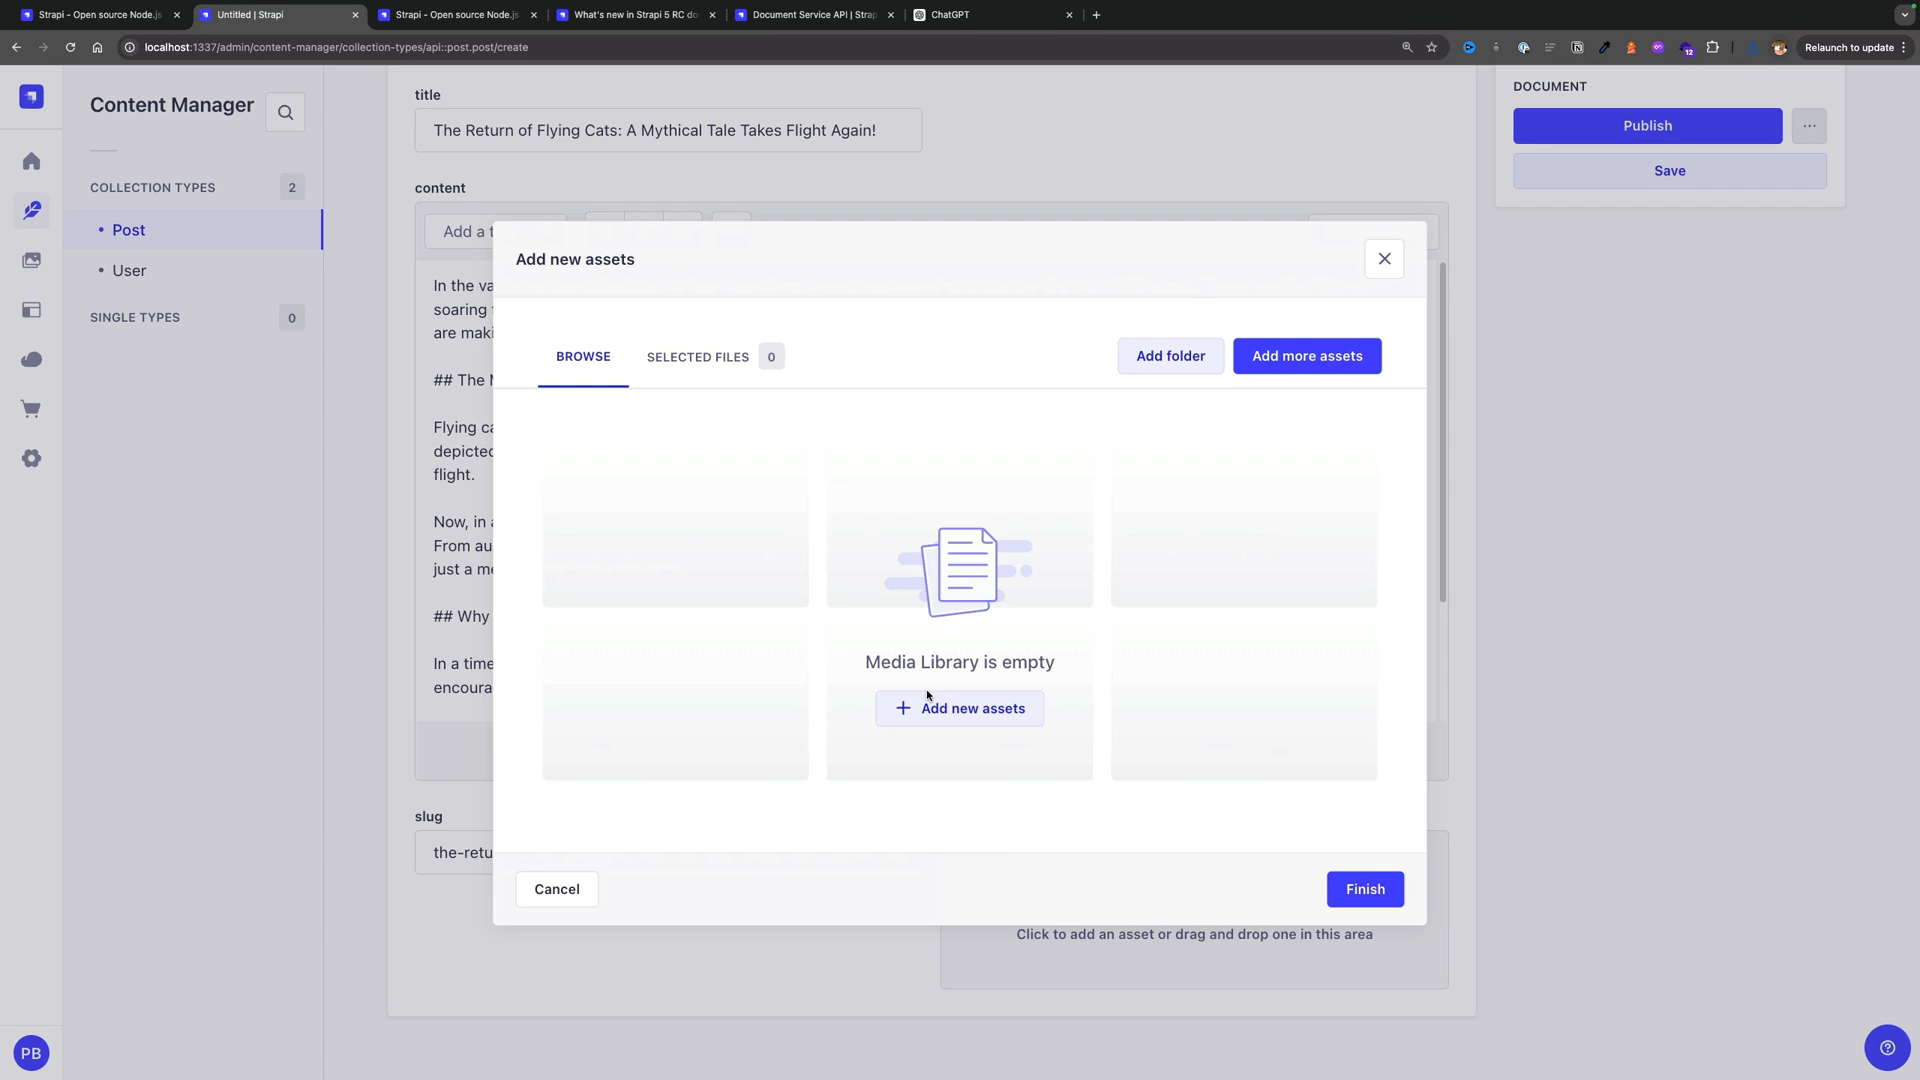 Strapi - Open source Node.js
Untitled | Strapi
Strapi - Open source Node.js
What's new in Strapi 5 RC do
Document Service API | Strap
ChatGPT
localhost:1337/admin/content-manager/collection-types/api::post.post/create
12
Relaunch to update
Content Manager
COLLECTION TYPES 2
Post
User
SINGLE TYPES 0
title
The Return of Flying Cats: A Mythical Tale Takes Flight Again!
DOCUMENT
Publish
Save
content
Add a t
In the va
soaring
are maki
## The
Flying ca
depicted
flight.
Now, in
From au
just a me
## Why
In a time
encoura
Add new assets
BROWSE
SELECTED FILES 0
Add folder
Add more assets
Media Library is empty
+ Add new assets
Cancel
Finish
slug
the-retu
Click to add an asset or drag and drop one in this area
PB